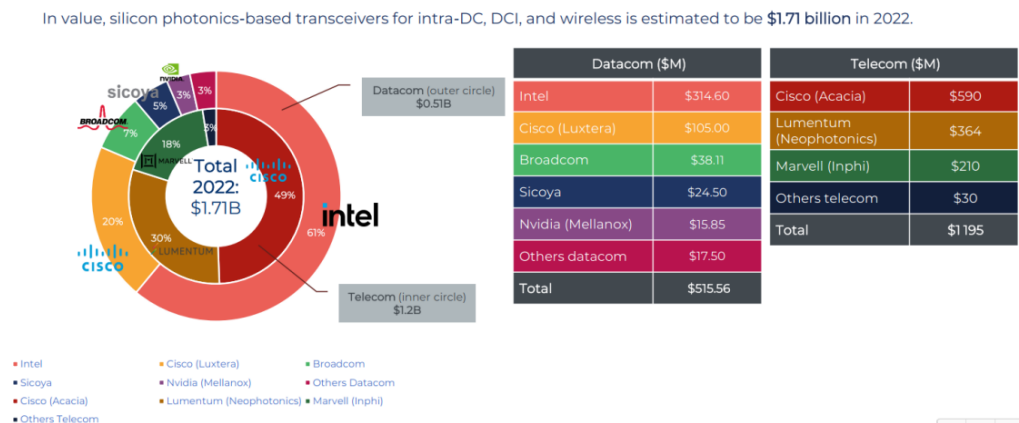 In value, silicon photonics-based transceivers for intra-DC, DCI, and wireless is estimated to be $1.71 billion in 2022.
nVIDIA
sicoya
BROADCOM
3%
3%
5%
7%
3%
18%
MARVELL
Total
2022:
$1.71B
CISCO
49%
intel
61%
20%
30%
LUMENTUM
CISCO
Datacom (outer circle)
$0.51B
Telecom (inner circle)
$1.2B
Datacom ($M)
Intel $314.60
Cisco (Luxtera) $105.00
Broadcom $38.11
Sicoya $24.50
Nvidia (Mellanox) $15.85
Others datacom $17.50
Total $515.56
Telecom ($M)
Cisco (Acacia) $590
Lumentum
(Neophotonics) $364
Marvell (Inphi) $210
Others telecom $30
Total $1195
Intel Cisco (Luxtera) Broadcom
Sicoya Nvidia (Mellanox) Others Datacom
Cisco (Acacia) Lumentum (Neophotonics) Marvell (Inphi)
Others Telecom